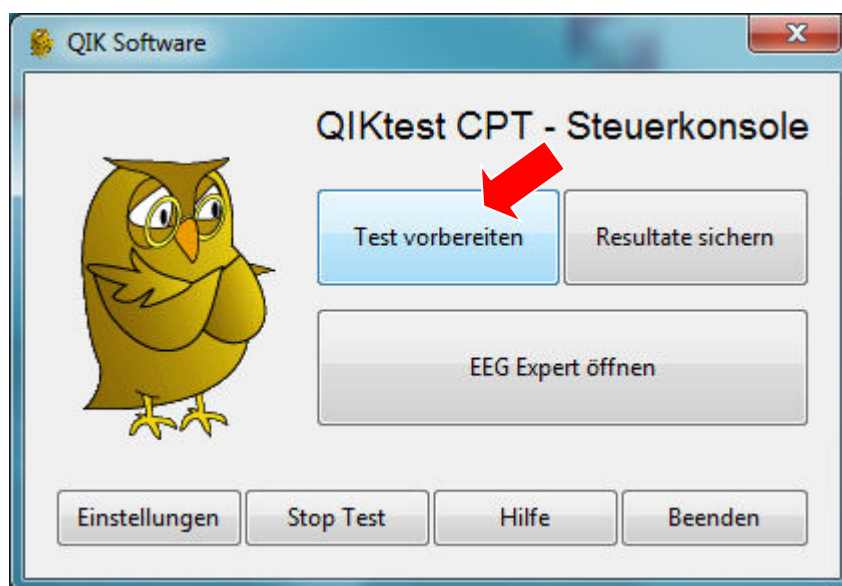 QIK Software
QIKtest CPT - Steuerkonsole
Test vorbereiten
Resultate sichern
EEG Expert öffnen
Einstellungen
Stop Test
Hilfe
Beenden